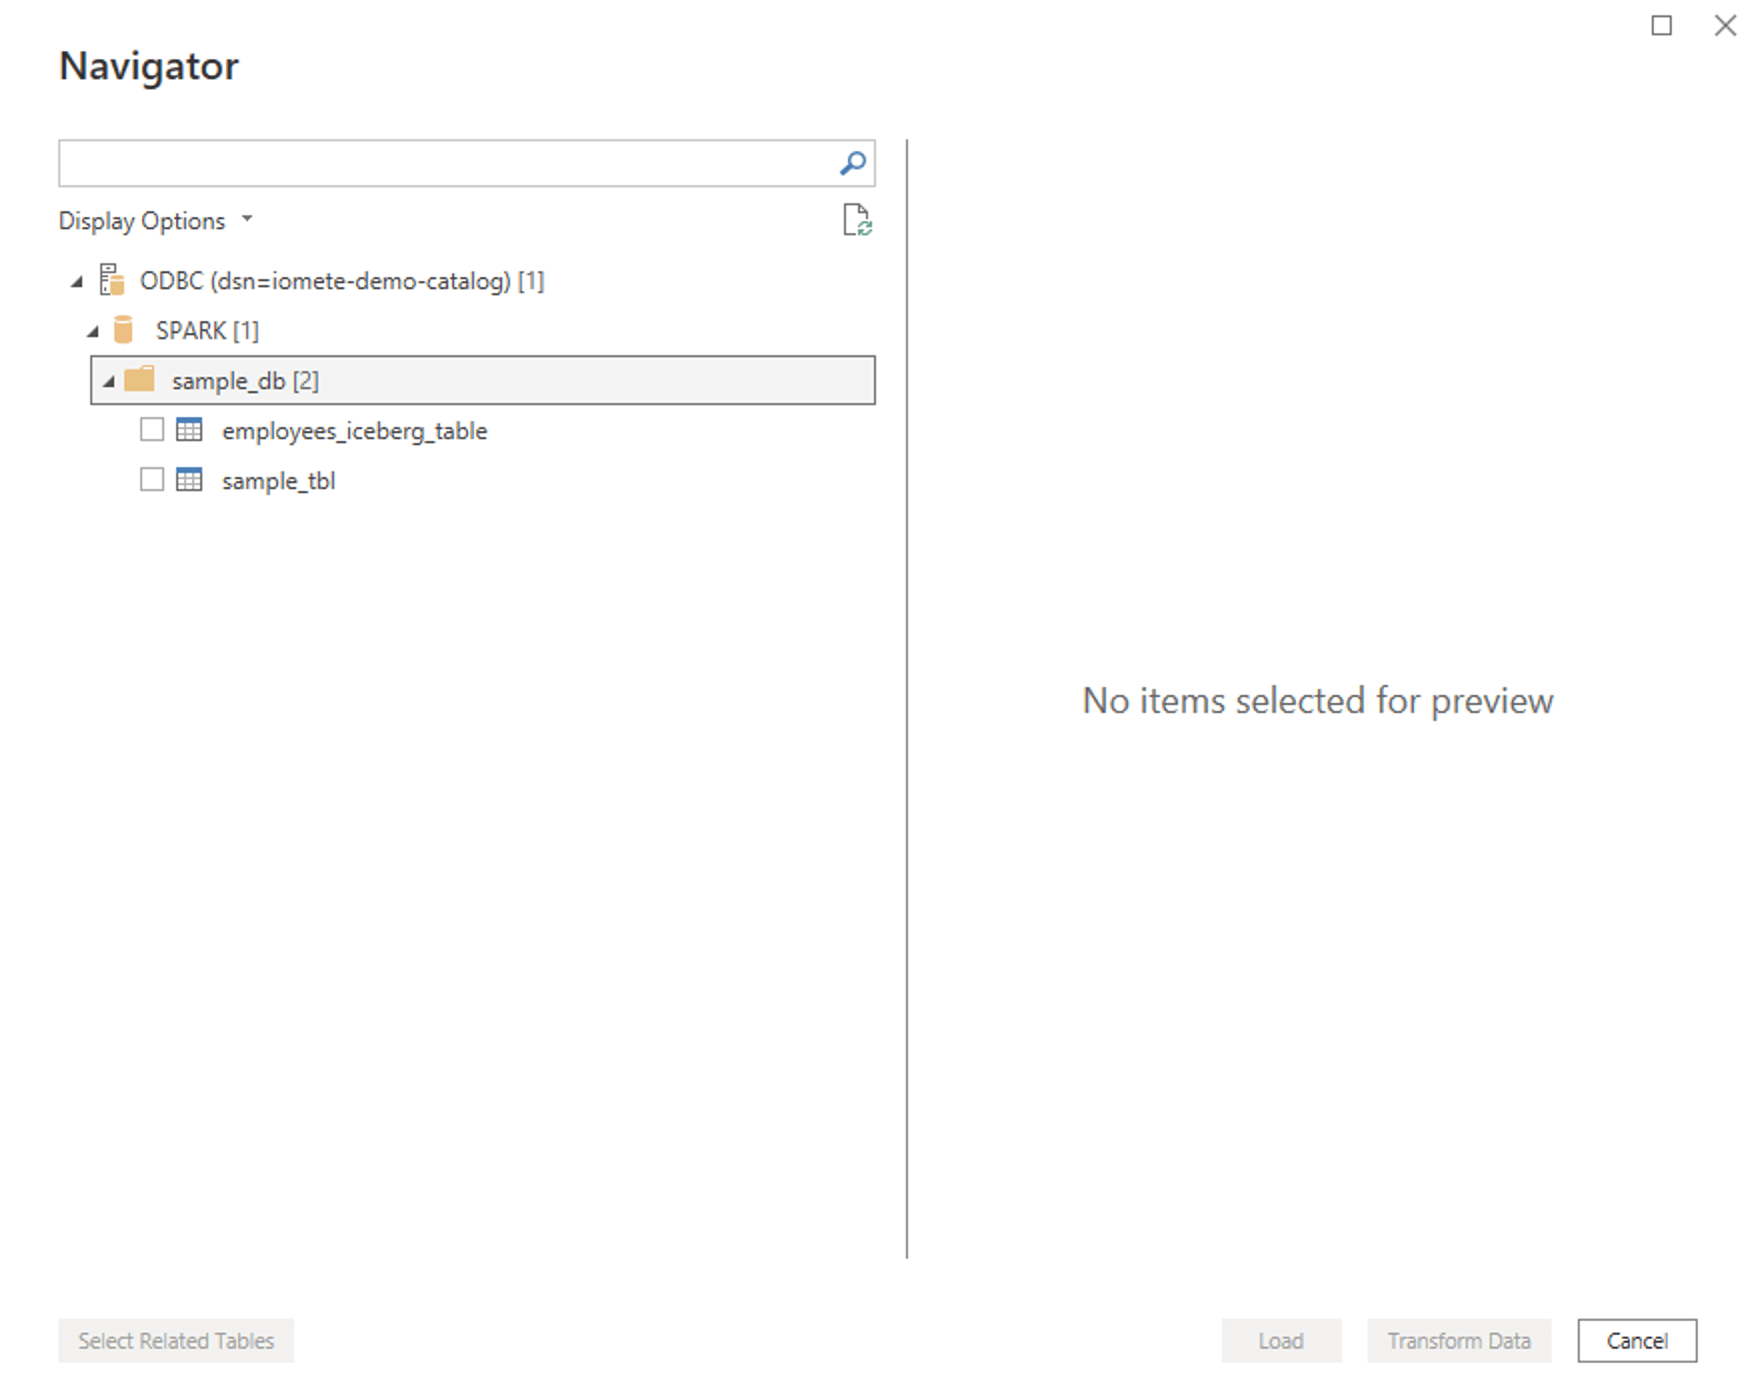 Navigator
Display Options
ODBC (dsn=iomete-demo-catalog) [1]
SPARK [1]
sample_db [2]
employees_iceberg_table
sample_tbl
No items selected for preview
Select Related Tables
Load
Transform Data
Cancel